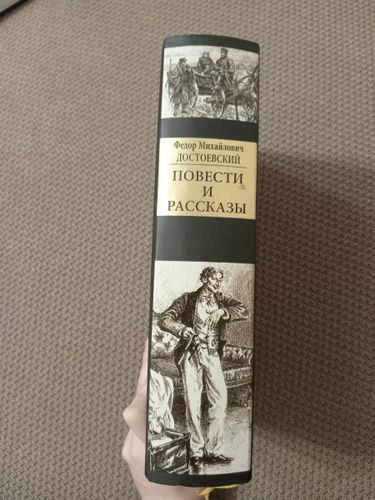 Федор Михайлович
ДОСТОЕВСКИЙ
ПОВЕСТИ
И
РАССКАЗЫ